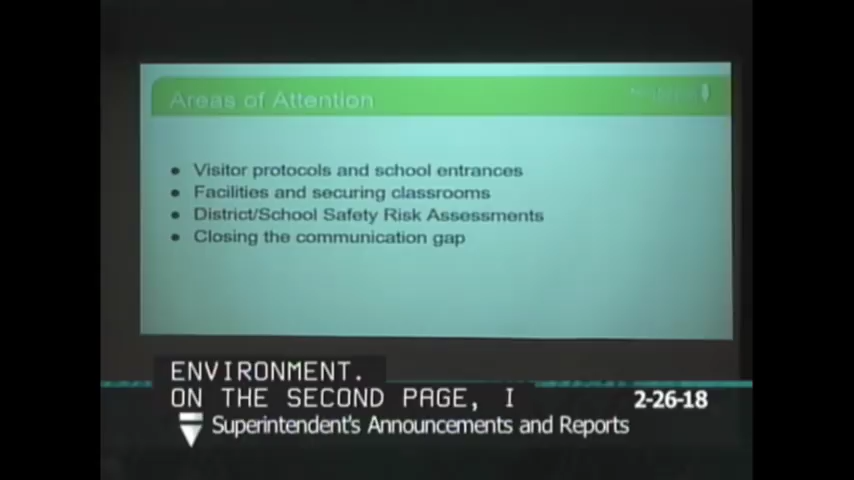 Areas of Attention
• Visitor protocols and school entrances
• Facilities and securing classrooms
• District/School Safety Risk Assessments
• Closing the communication gap
ENVIRONMENT.
ON THE SECOND PAGE, I
2-26-18
Superintendent's Announcements and Reports